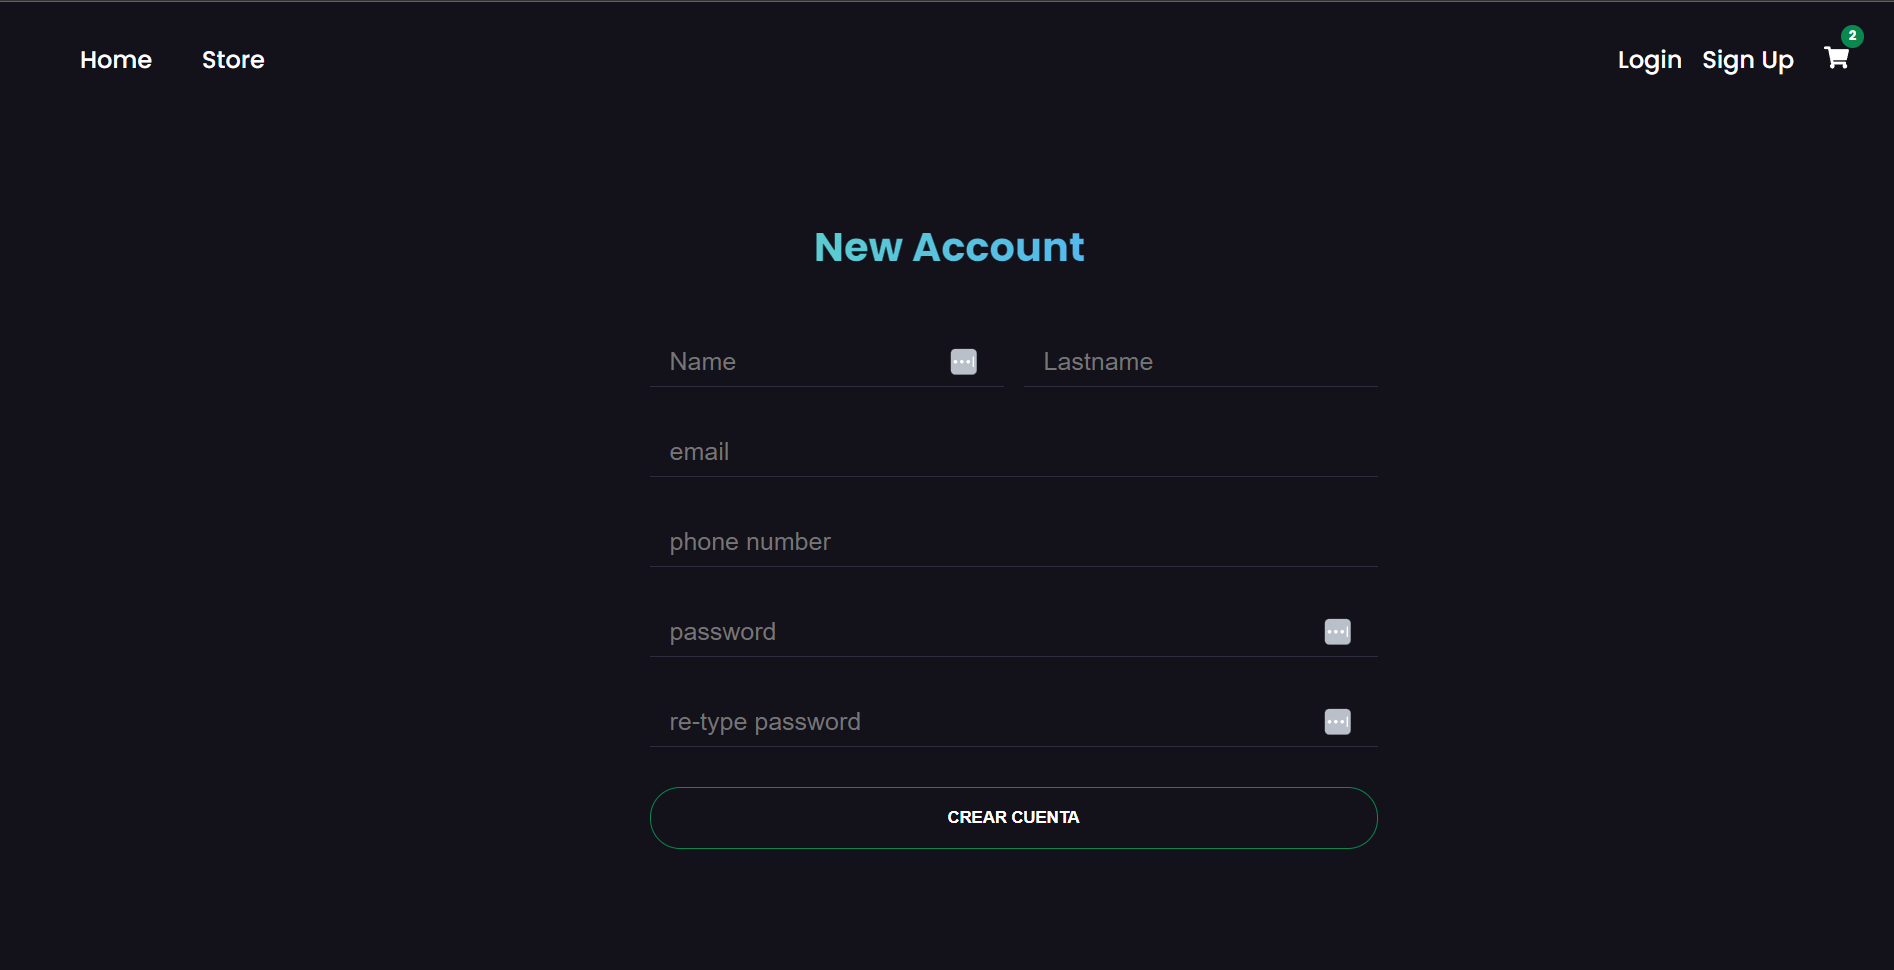 Home Store Login Sign Up 2
New Account
Name Lastname
email
phone number
password
re-type password
CREAR CUENTA